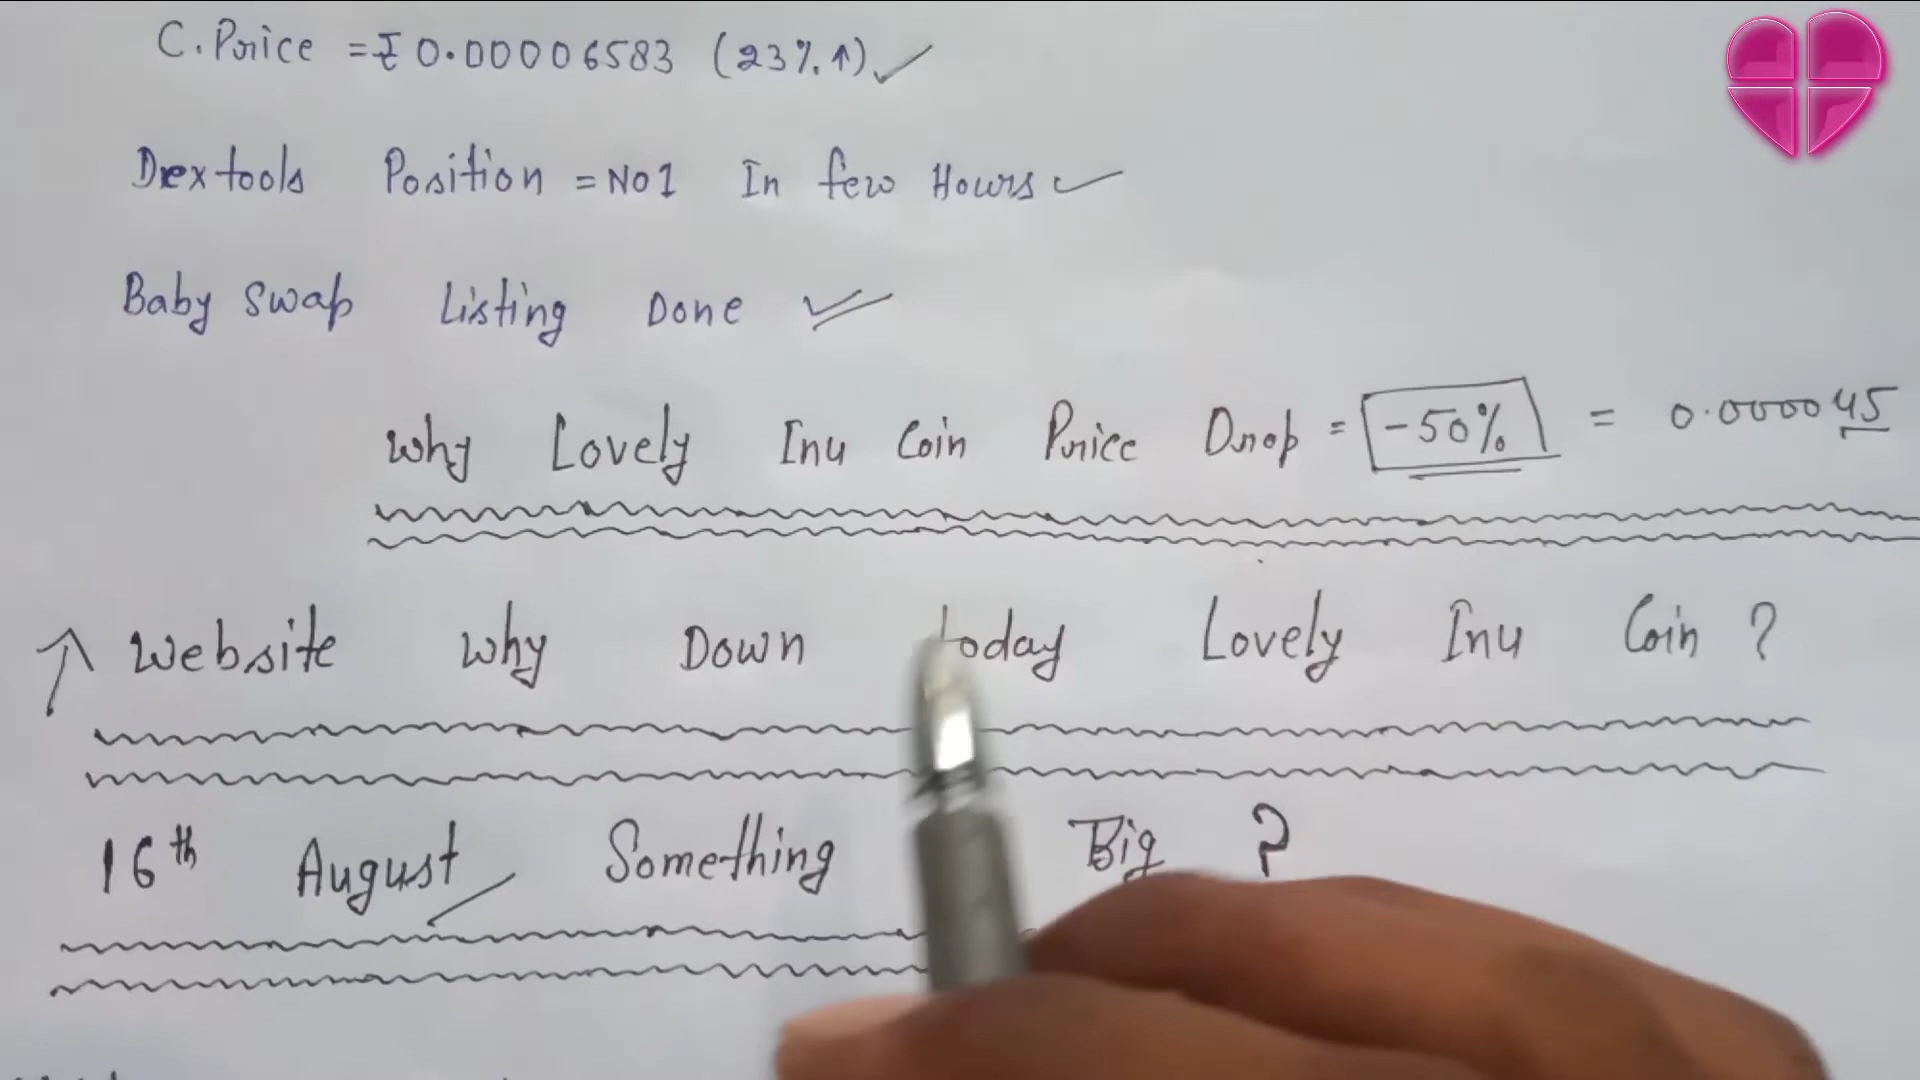 C. Price = ₹ 0.00006583 (23% ↑) ✓
Dextools Position = No1 In few Hours ✓
Baby Swap Listing Done ✓
Why Lovely Inu Coin Price Drop = -50% = 0.000045
Website Why Down today Lovely Inu Coin ?
16th August Something Big ?